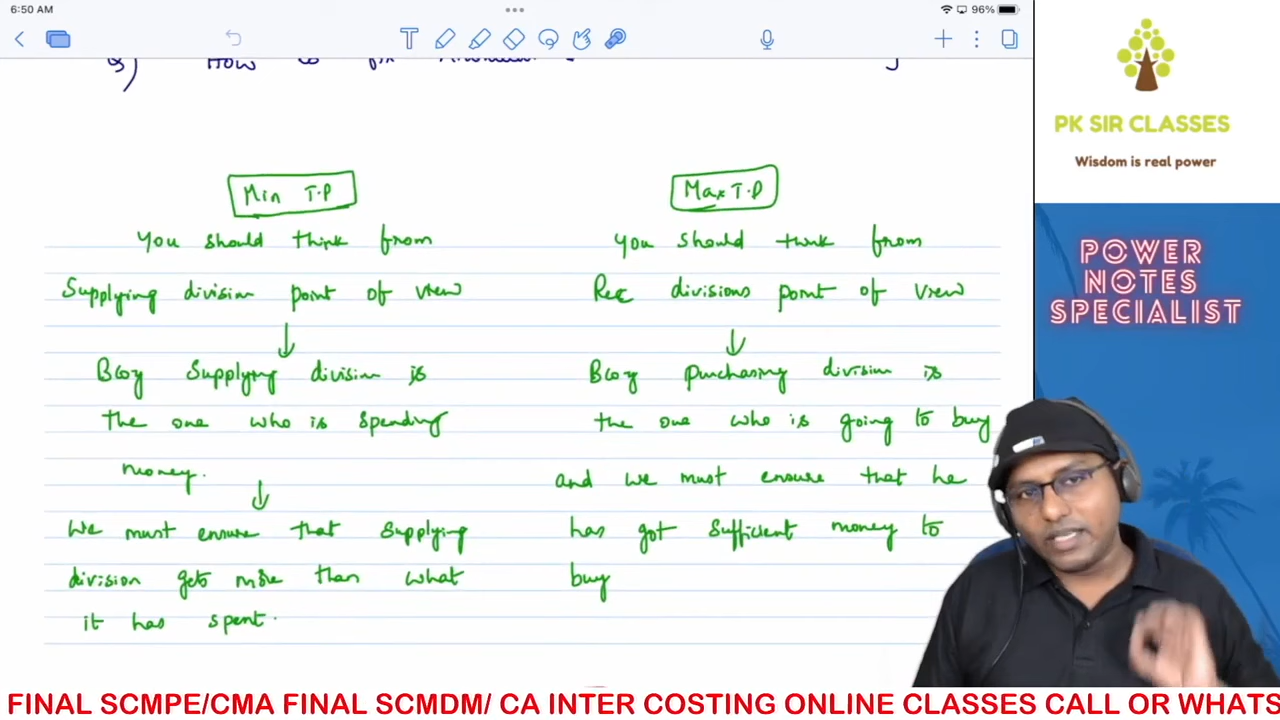 6:50 AM
96%
Q) How to fix
Min T.P
You should think from
Supplying division point of view
Bcoz Supplying division is
the one who is spending
money.
We must ensure that supplying
division gets more than what
it has spent.
Max T.P
You should think from
Rec divisions point of view
Bcoz purchasing division is
the one who is going to buy
and we must ensure that he
has got sufficient money to
buy
PK SIR CLASSES
Wisdom is real power
POWER
NOTES
SPECIALIST
FINAL SCMPE/CMA FINAL SCMDM/ CA INTER COSTING ONLINE CLASSES CALL OR WHATS